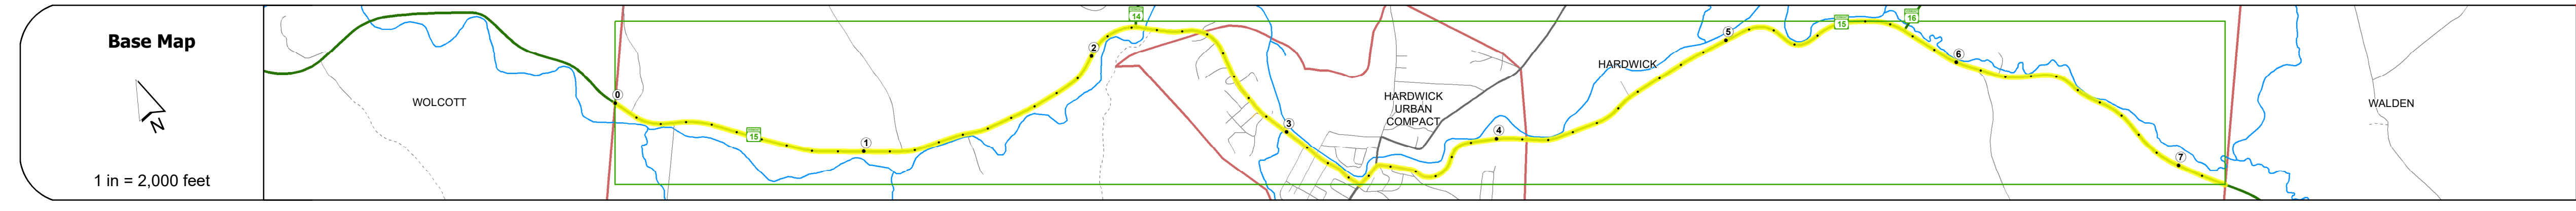 Base Map
N
1 in = 2,000 feet
WOLCOTT
0
15
1
2
14
3
HARDWICK
URBAN
COMPACT
4
5
HARDWICK
15
16
6
7
WALDEN